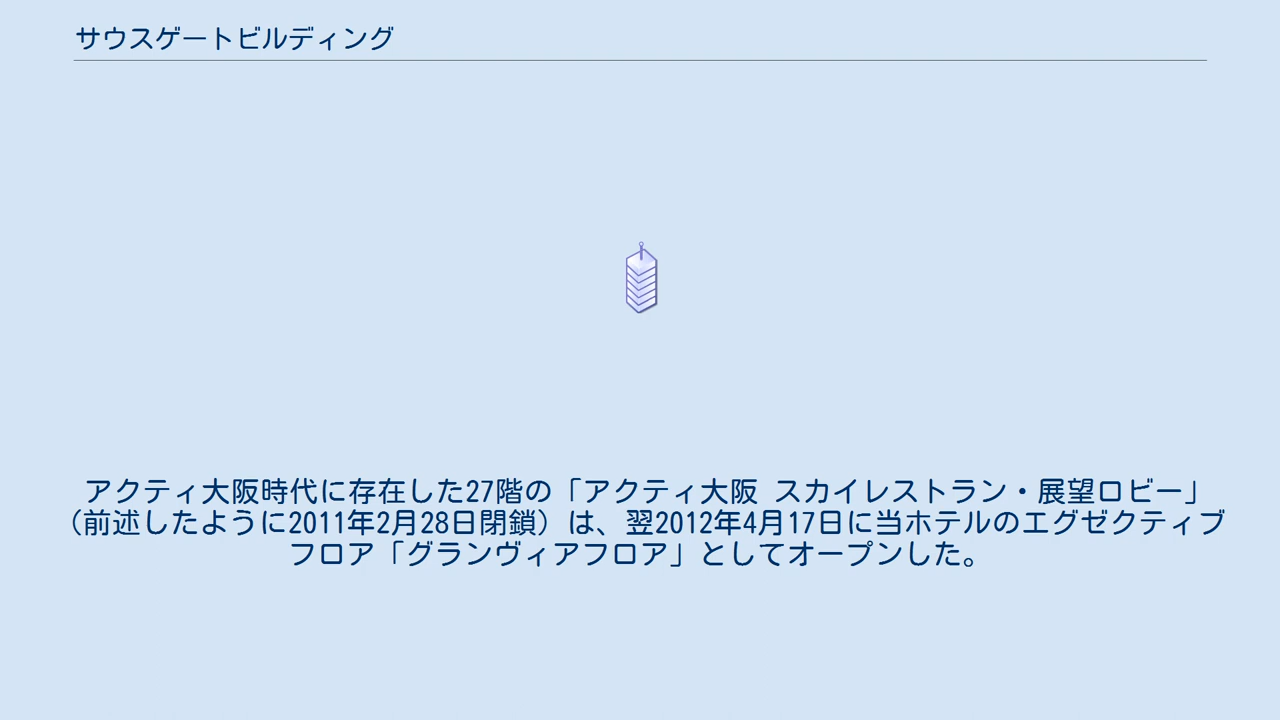 サウスゲートビルディング
アクティ大阪時代に存在した27階の「アクティ大阪 スカイレストラン・展望ロビー」
（前述したように2011年2月28日閉鎖）は、翌2012年4月17日に当ホテルのエグゼクティブ
フロア「グランヴィアフロア」としてオープンした。